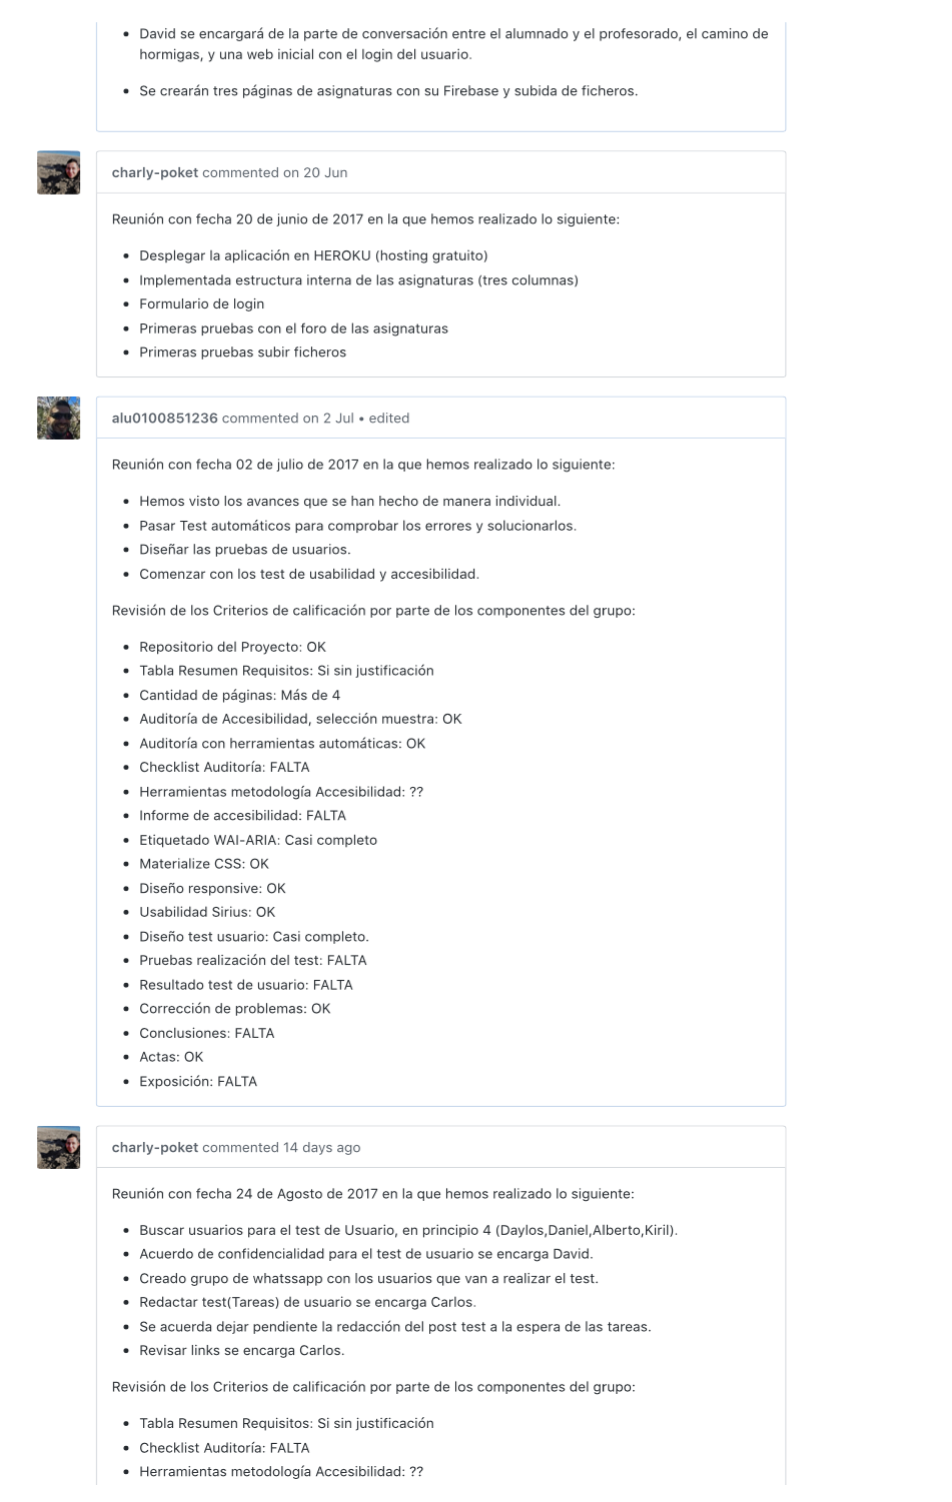 • David se encargará de la parte de conversación entre el alumnado y el profesorado, el camino de
hormigas, y una web inicial con el login del usuario.
• Se crearán tres páginas de asignaturas con su Firebase y subida de ficheros.
charly-poket commented on 20 Jun
Reunión con fecha 20 de junio de 2017 en la que hemos realizado lo siguiente:
• Desplegar la aplicación en HEROKU (hosting gratuito)
• Implementada estructura interna de las asignaturas (tres columnas)
• Formulario de login
• Primeras pruebas con el foro de las asignaturas
• Primeras pruebas subir ficheros
alu0100851236 commented on 2 Jul • edited
Reunión con fecha 02 de julio de 2017 en la que hemos realizado lo siguiente:
• Hemos visto los avances que se han hecho de manera individual.
• Pasar Test automáticos para comprobar los errores y solucionarlos.
• Diseñar las pruebas de usuarios.
• Comenzar con los test de usabilidad y accesibilidad.
Revisión de los Criterios de calificación por parte de los componentes del grupo:
• Repositorio del Proyecto: OK
• Tabla Resumen Requisitos: Si sin justificación
• Cantidad de páginas: Más de 4
• Auditoría de Accesibilidad, selección muestra: OK
• Auditoría con herramientas automáticas: OK
• Checklist Auditoría: FALTA
• Herramientas metodología Accesibilidad: ??
• Informe de accesibilidad: FALTA
• Etiquetado WAI-ARIA: Casi completo
• Materialize CSS: OK
• Diseño responsive: OK
• Usabilidad Sirius: OK
• Diseño test usuario: Casi completo.
• Pruebas realización del test: FALTA
• Resultado test de usuario: FALTA
• Corrección de problemas: OK
• Conclusiones: FALTA
• Actas: OK
• Exposición: FALTA
charly-poket commented 14 days ago
Reunión con fecha 24 de Agosto de 2017 en la que hemos realizado lo siguiente:
• Buscar usuarios para el test de Usuario, en principio 4 (Daylos,Daniel,Alberto,Kiril).
• Acuerdo de confidencialidad para el test de usuario se encarga David.
• Creado grupo de whatssapp con los usuarios que van a realizar el test.
• Redactar test(Tareas) de usuario se encarga Carlos.
• Se acuerda dejar pendiente la redacción del post test a la espera de las tareas.
• Revisar links se encarga Carlos.
Revisión de los Criterios de calificación por parte de los componentes del grupo:
• Tabla Resumen Requisitos: Si sin justificación
• Checklist Auditoría: FALTA
• Herramientas metodología Accesibilidad: ??